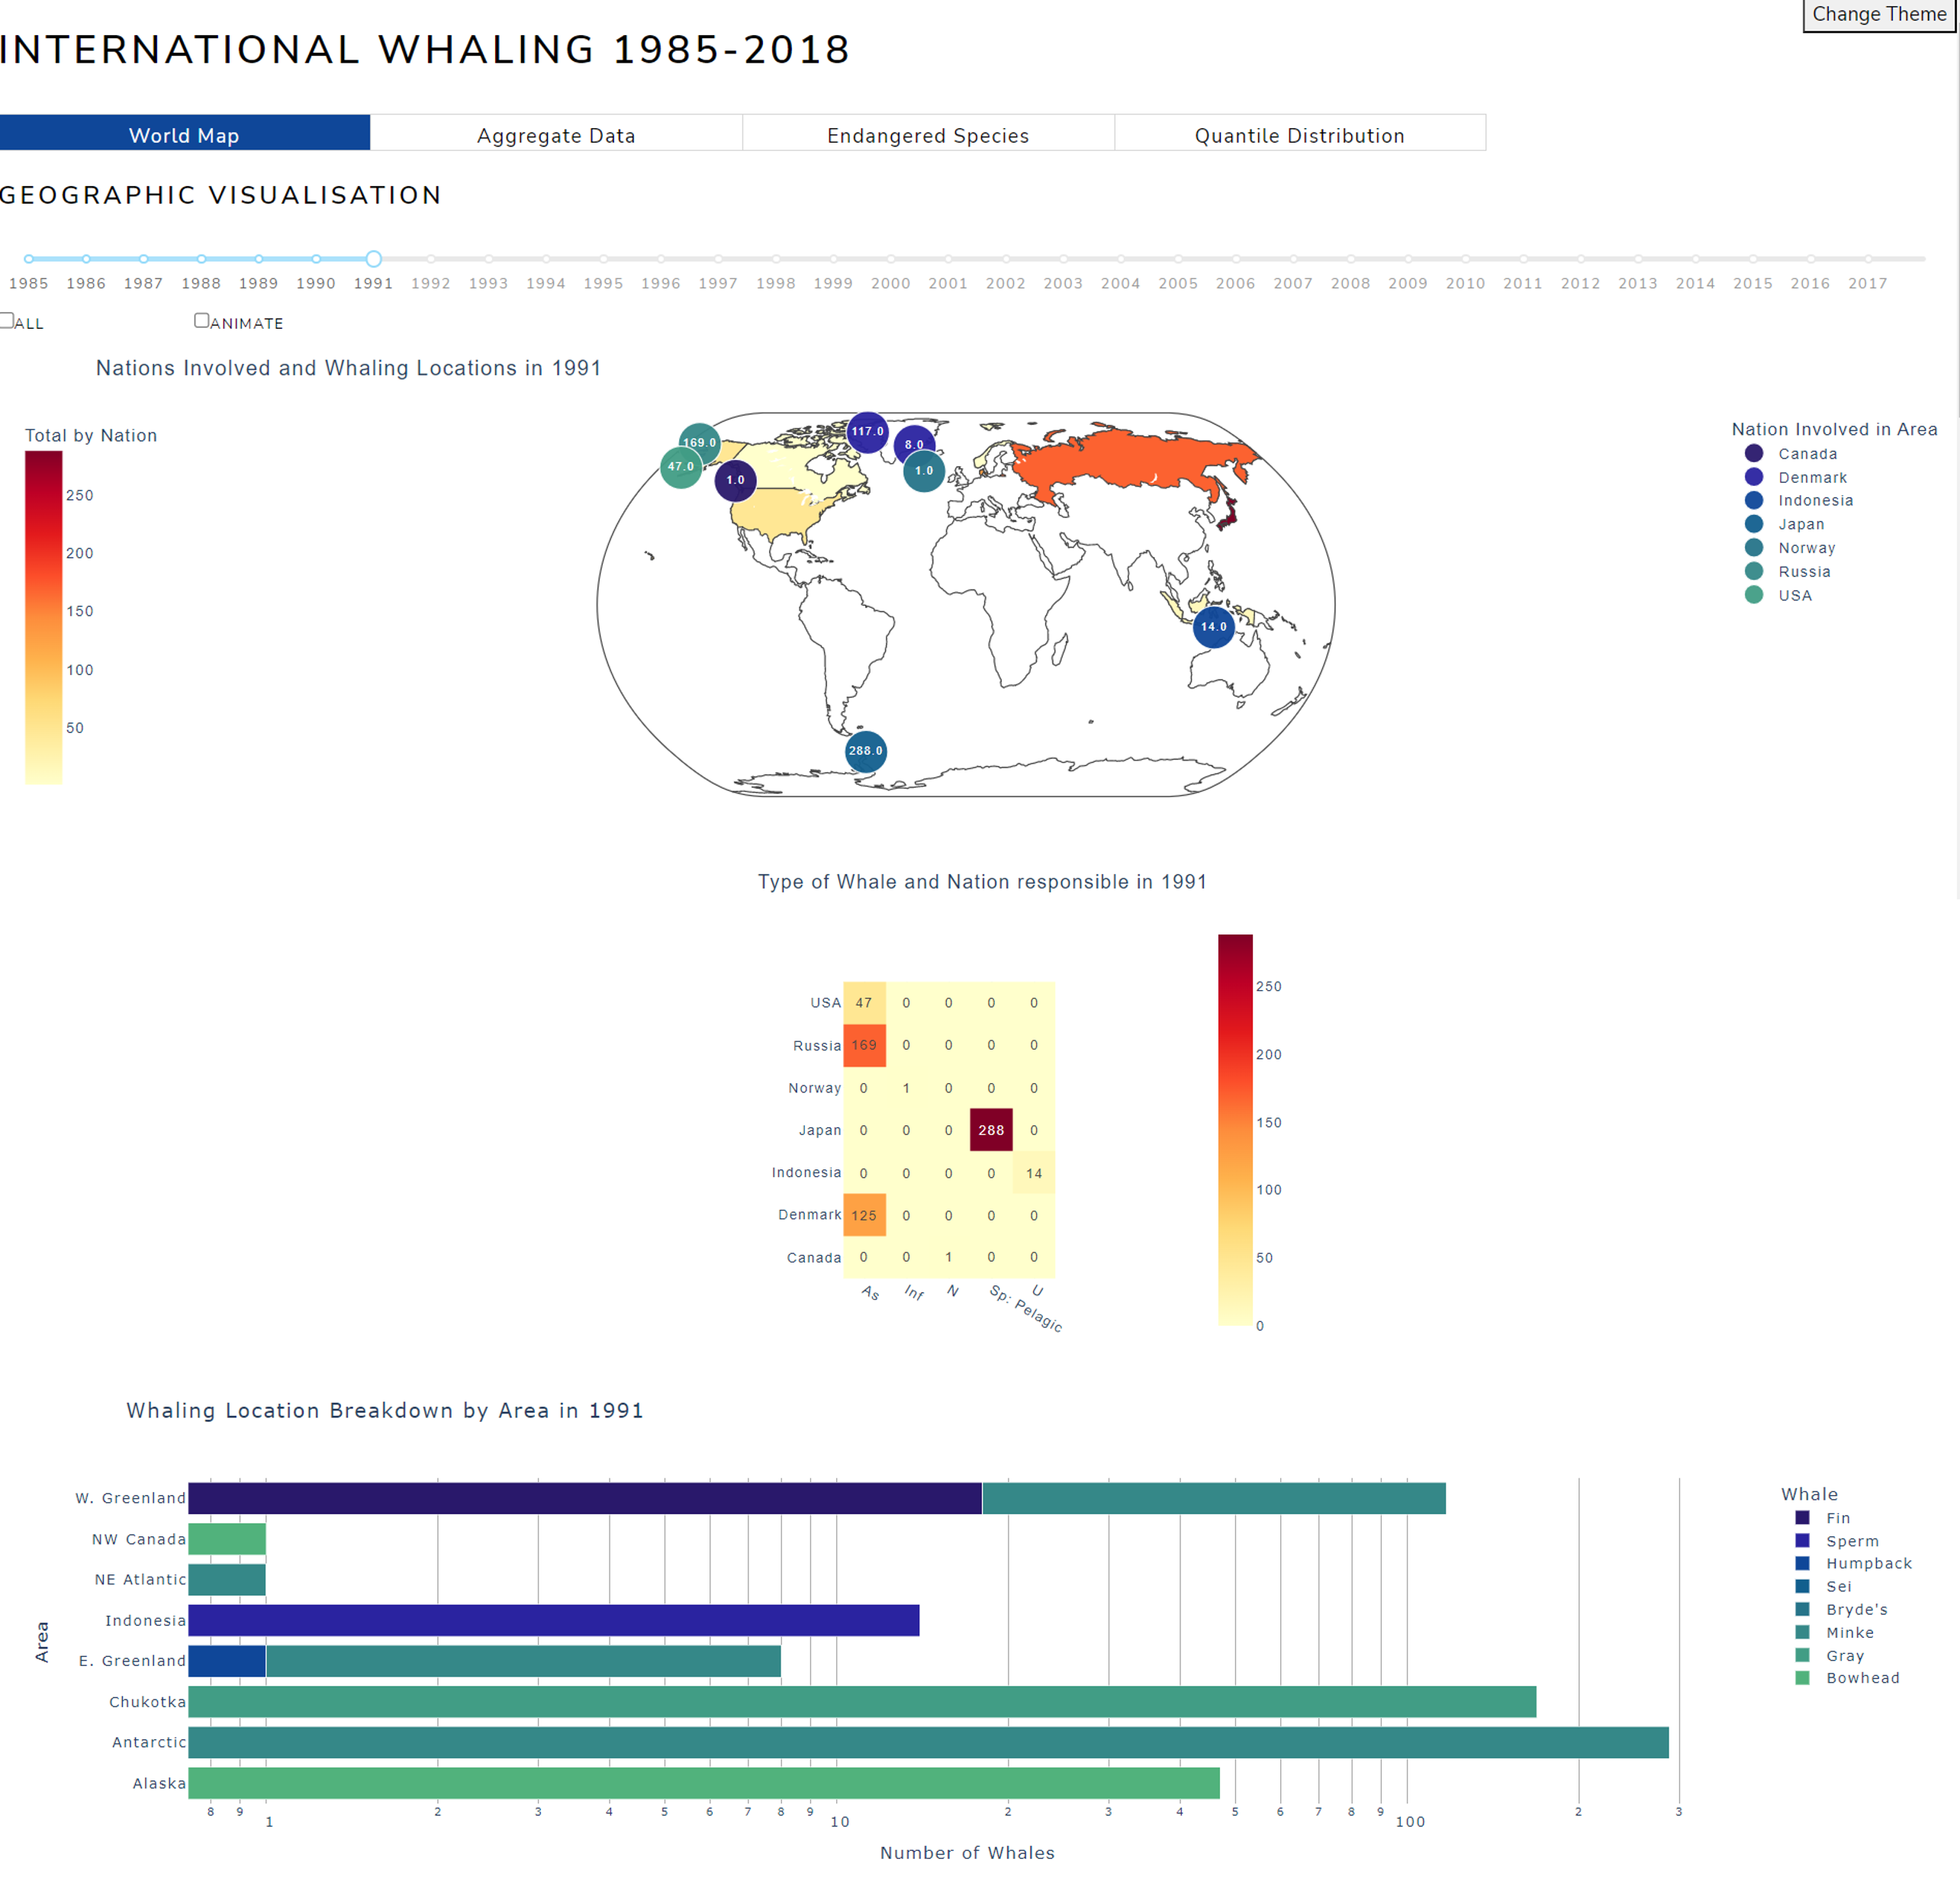 Change Theme
INTERNATIONAL WHALING 1985-2018
World Map Aggregate Data Endangered Species Quantile Distribution
GEOGRAPHIC VISUALISATION
1985 1986 1987 1988 1989 1990 1991 1992 1993 1994 1995 1996 1997 1998 1999 2000 2001 2002 2003 2004 2005 2006 2007 2008 2009 2010 2011 2012 2013 2014 2015 2016 2017
ALL ANIMATE
Nations Involved and Whaling Locations in 1991
Total by Nation
250
200
150
100
50
117.0
169.0
8.0
47.0
1.0
1.0
14.0
288.0
Nation Involved in Area
Canada
Denmark
Indonesia
Japan
Norway
Russia
USA
Type of Whale and Nation responsible in 1991
USA 47 0 0 0 0
Russia 169 0 0 0 0
Norway 0 1 0 0 0
Japan 0 0 0 288 0
Indonesia 0 0 0 0 14
Denmark 125 0 0 0 0
Canada 0 0 1 0 0
As Inf N Sp: Pelagic U
250
200
150
100
50
0
Whaling Location Breakdown by Area in 1991
Area
W. Greenland
NW Canada
NE Atlantic
Indonesia
E. Greenland
Chukotka
Antarctic
Alaska
8 9 1 2 3 4 5 6 7 8 9 10 2 3 4 5 6 7 8 9 100 2 3
Number of Whales
Whale
Fin
Sperm
Humpback
Sei
Bryde's
Minke
Gray
Bowhead